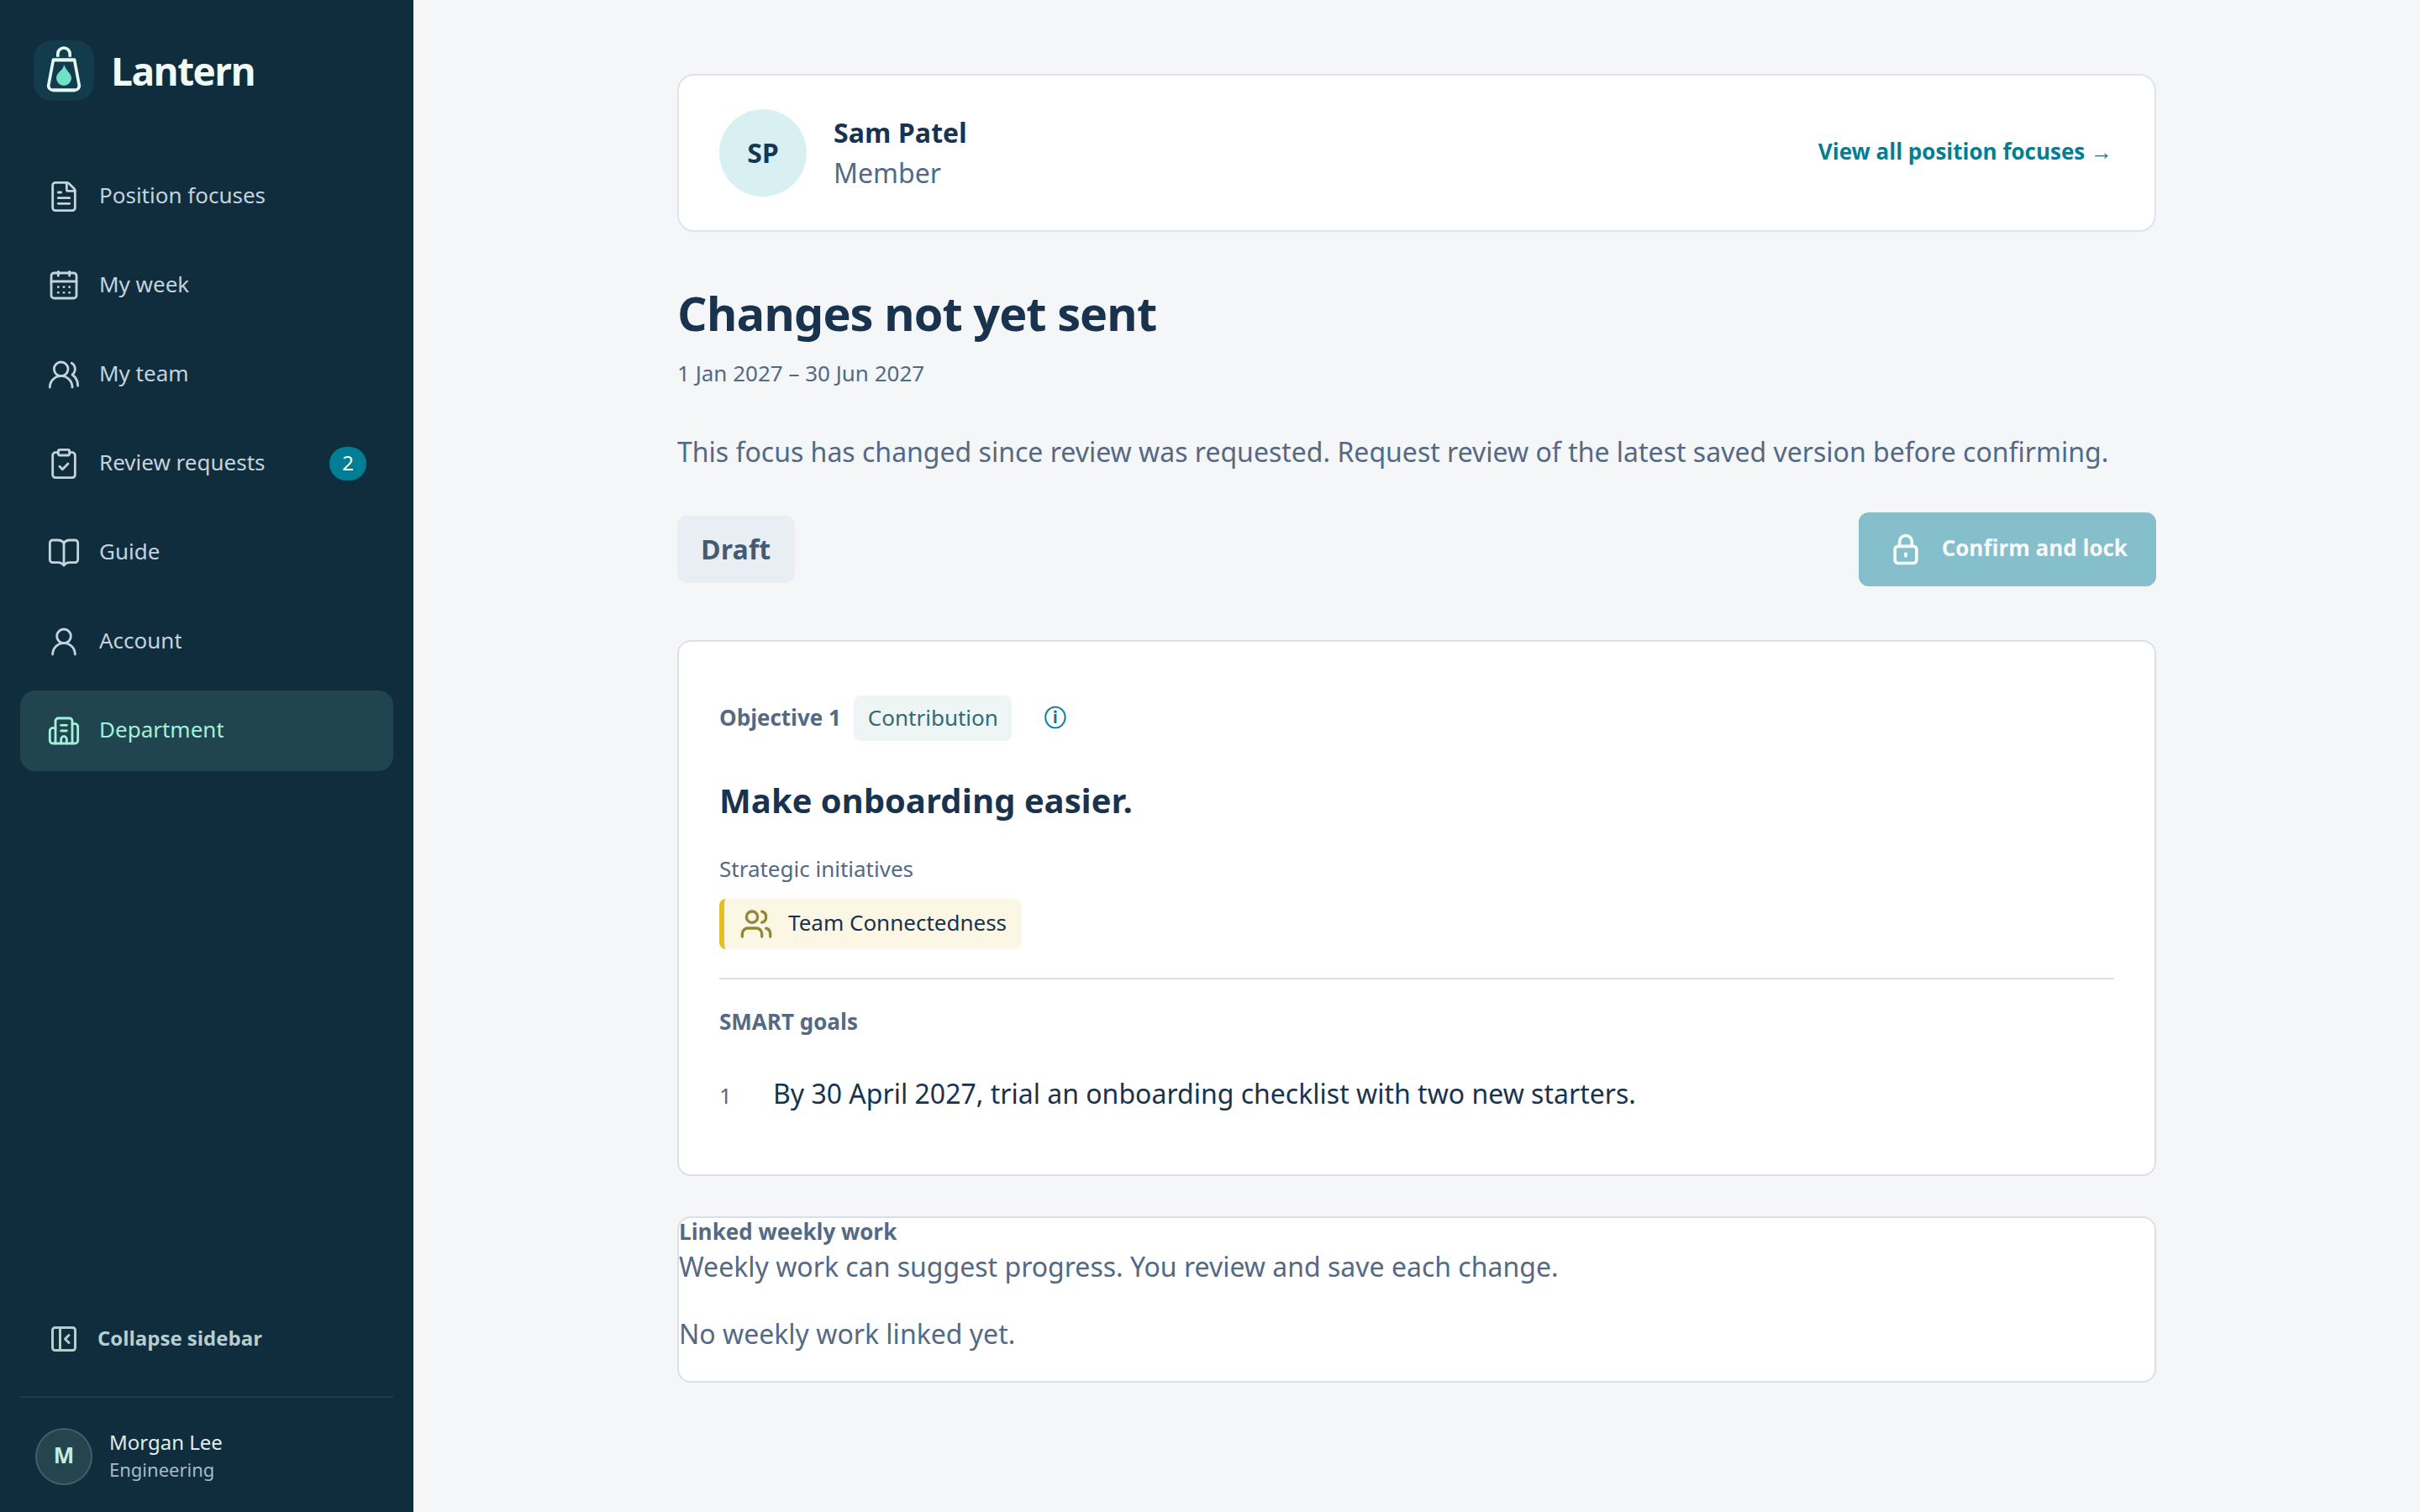 Lantern
Position focuses
My week
My team
Review requests 2
Guide
Account
Department
Collapse sidebar
M
Morgan Lee
Engineering
SP
Sam Patel
Member
View all position focuses →
Changes not yet sent
1 Jan 2027 – 30 Jun 2027
This focus has changed since review was requested. Request review of the latest saved version before confirming.
Draft
Confirm and lock
Objective 1 Contribution
Make onboarding easier.
Strategic initiatives
Team Connectedness
SMART goals
1 By 30 April 2027, trial an onboarding checklist with two new starters.
Linked weekly work
Weekly work can suggest progress. You review and save each change.
No weekly work linked yet.